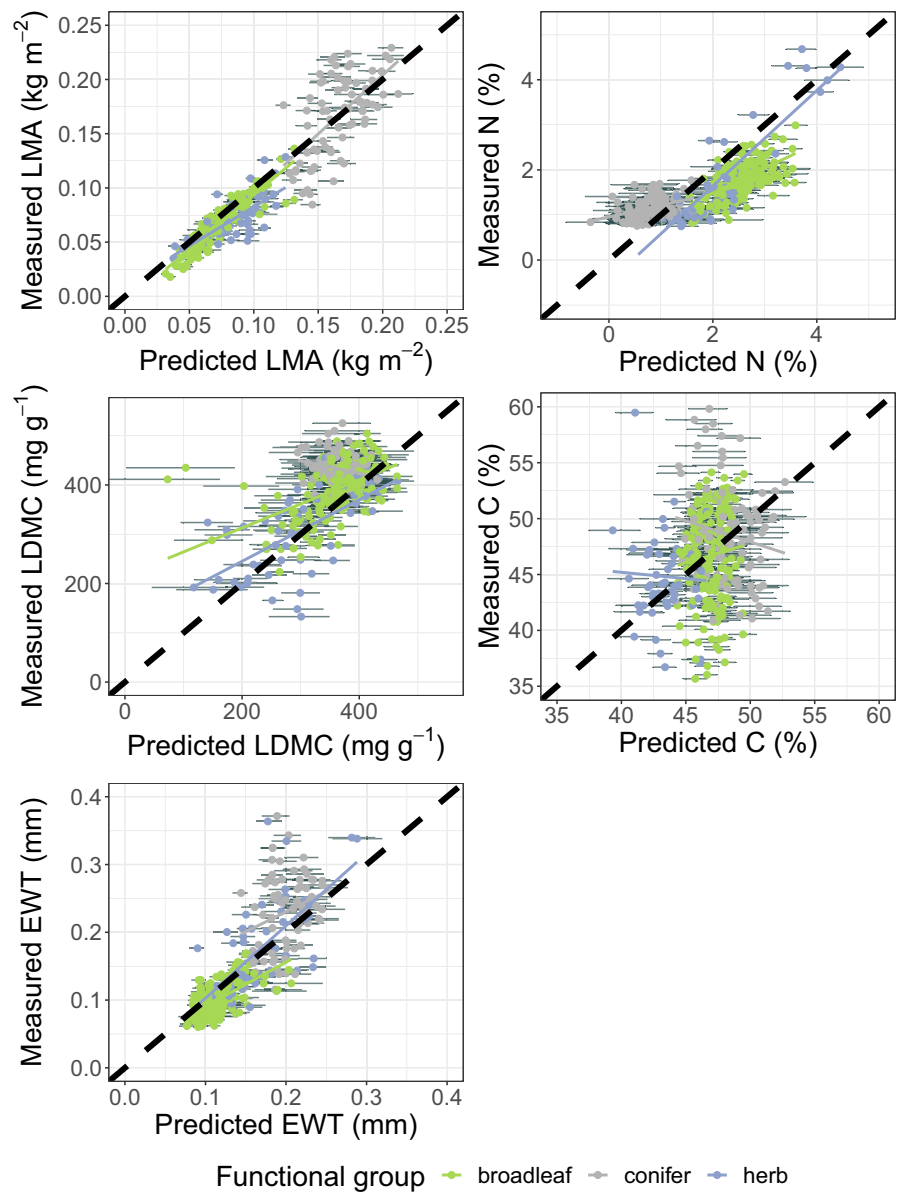 Measured LMA (kg m⁻²)
0.25
0.20
0.15
0.10
0.05
0.00
0.00 0.05 0.10 0.15 0.20 0.25
Predicted LMA (kg m⁻²)
Measured N (%)
4
2
0
0 2 4
Predicted N (%)
Measured LDMC (mg g⁻¹)
400
200
0
0 200 400
Predicted LDMC (mg g⁻¹)
Measured C (%)
60
55
50
45
40
35
35 40 45 50 55 60
Predicted C (%)
Measured EWT (mm)
0.4
0.3
0.2
0.1
0.0
0.0 0.1 0.2 0.3 0.4
Predicted EWT (mm)
Functional group broadleaf conifer herb